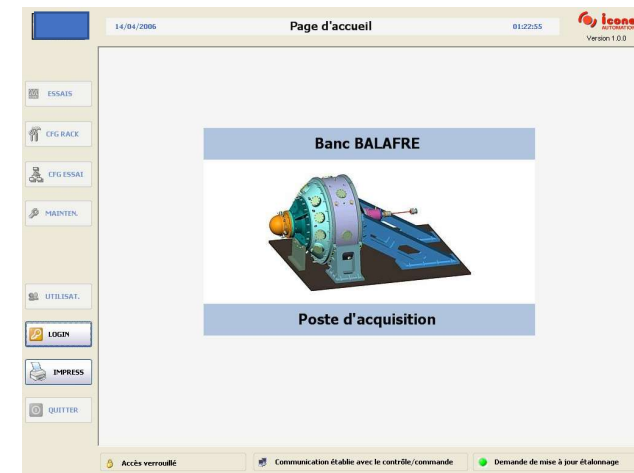 14/04/2006
Page d'accueil
01:22:55
icone
AUTOMATION
Version 1.0.0
ESSAIS
CFG RACK
CFG ESSAI
MAINTEN.
UTILISAT.
LOGIN
IMPRESS
QUITTER
Banc BALAFRE
Poste d'acquisition
Accès verrouillé
Communication établie avec le contrôle/commande
Demande de mise à jour étalonnage